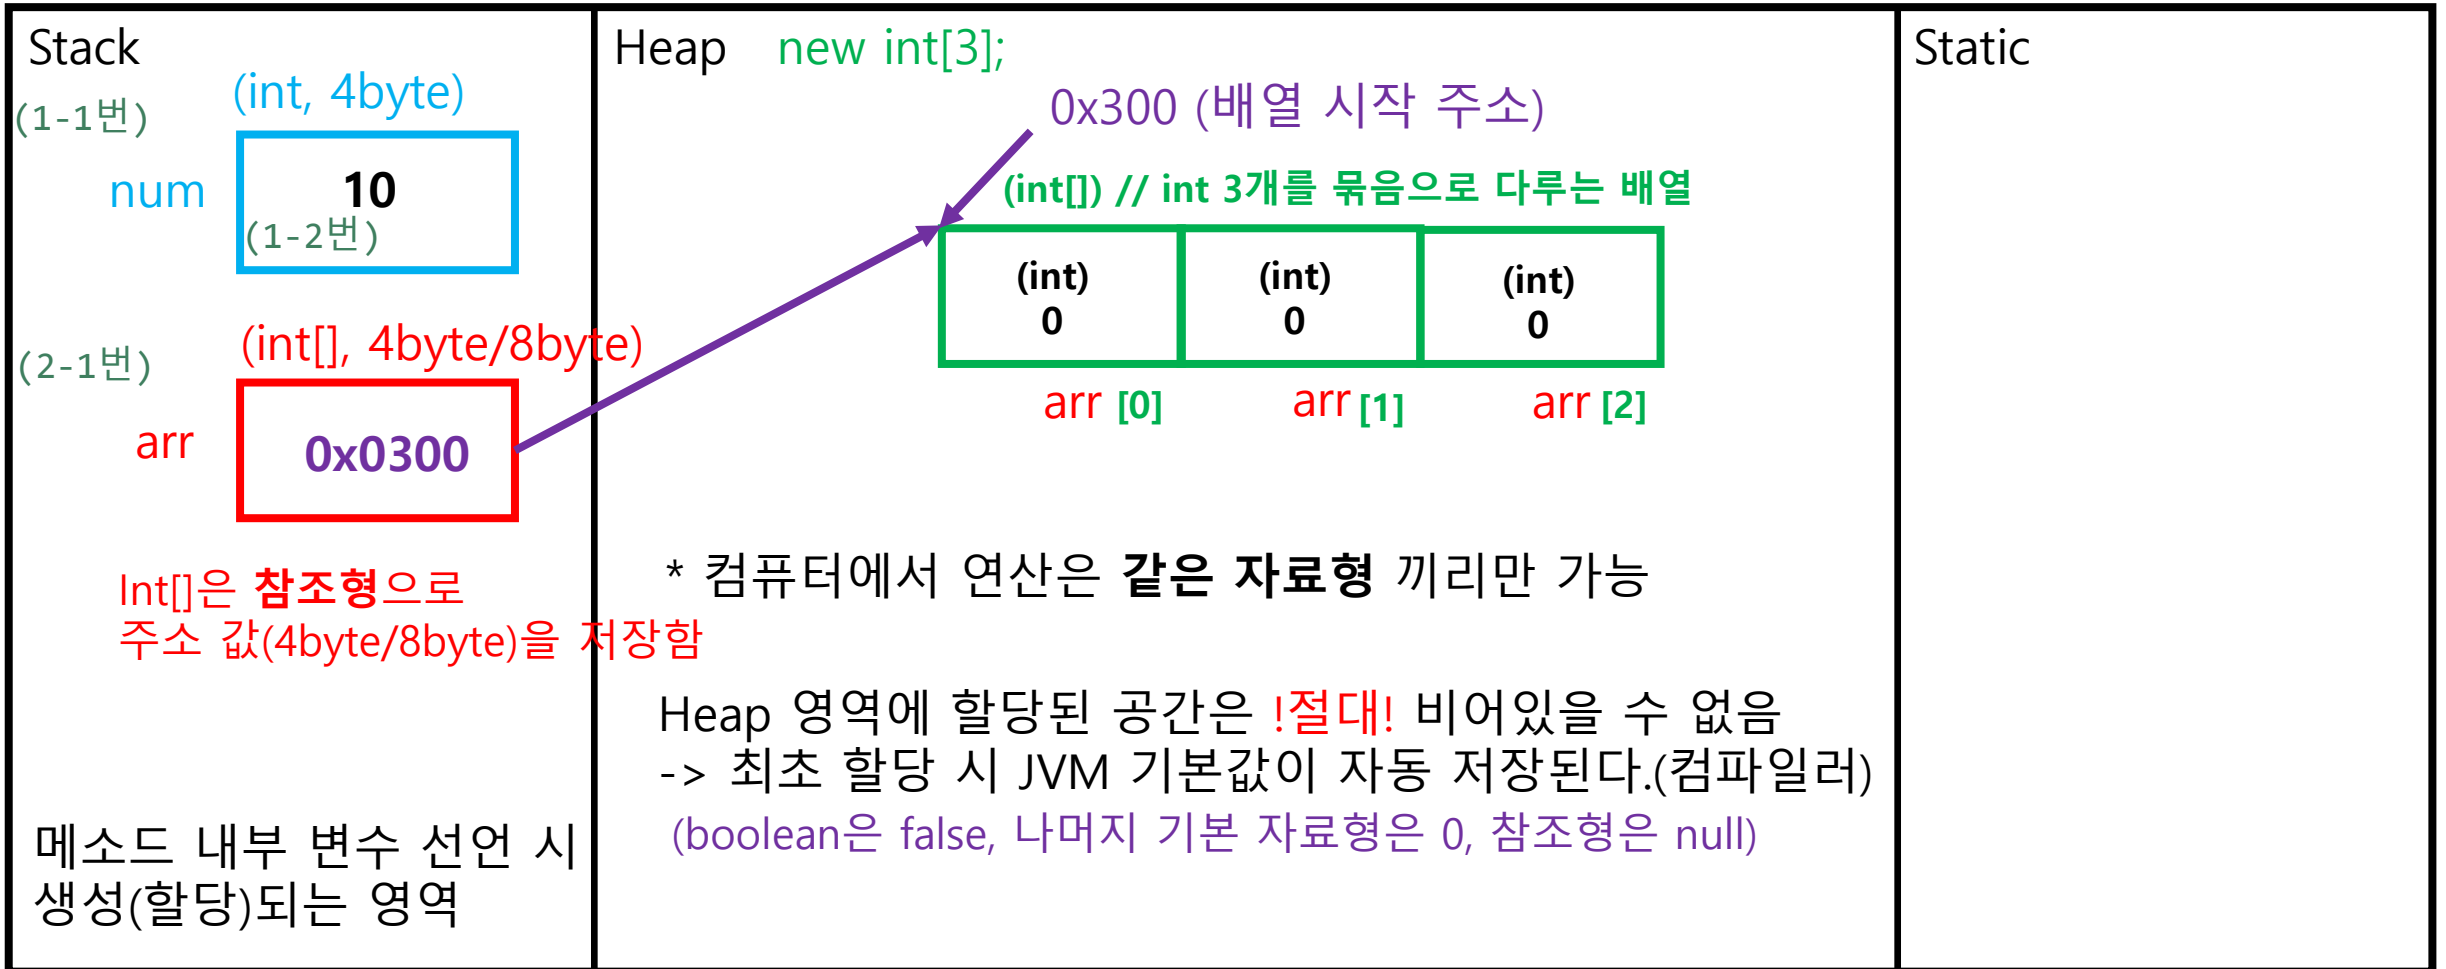 Stack
(1-1번)
(int, 4byte)
num
10
(1-2번)
(2-1번)
(int[], 4byte/8byte)
arr
0x0300
Int[]은 참조형으로
주소 값(4byte/8byte)을 저장함
메소드 내부 변수 선언 시
생성(할당)되는 영역
Heap new int[3];
0x300 (배열 시작 주소)
(int[]) // int 3개를 묶음으로 다루는 배열
(int) (int) (int)
0 0 0
arr [0] arr [1] arr [2]
* 컴퓨터에서 연산은 같은 자료형 끼리만 가능
Heap 영역에 할당된 공간은 !절대! 비어있을 수 없음
-> 최초 할당 시 JVM 기본값이 자동 저장된다.(컴파일러)
(boolean은 false, 나머지 기본 자료형은 0, 참조형은 null)
Static